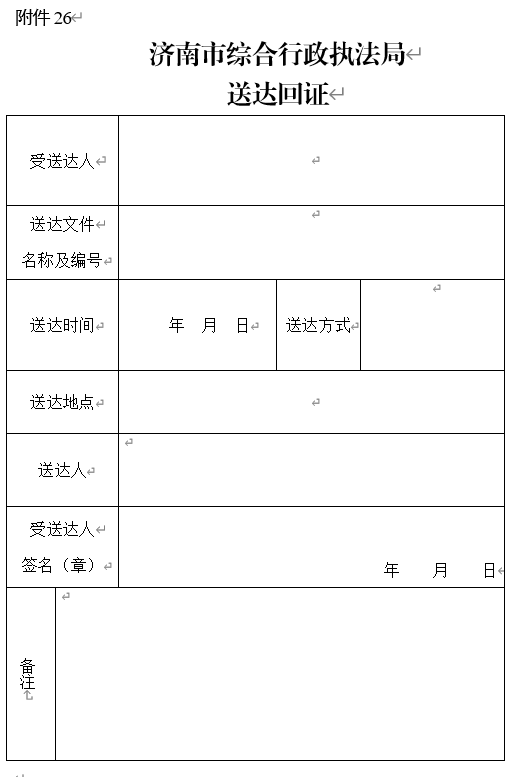 附件 26
济南市综合行政执法局
送达回证
受送达人
送达文件
名称及编号
送达时间
年 月 日
送达方式
送达地点
送达人
受送达人
签名（章）
年 月 日
备
注